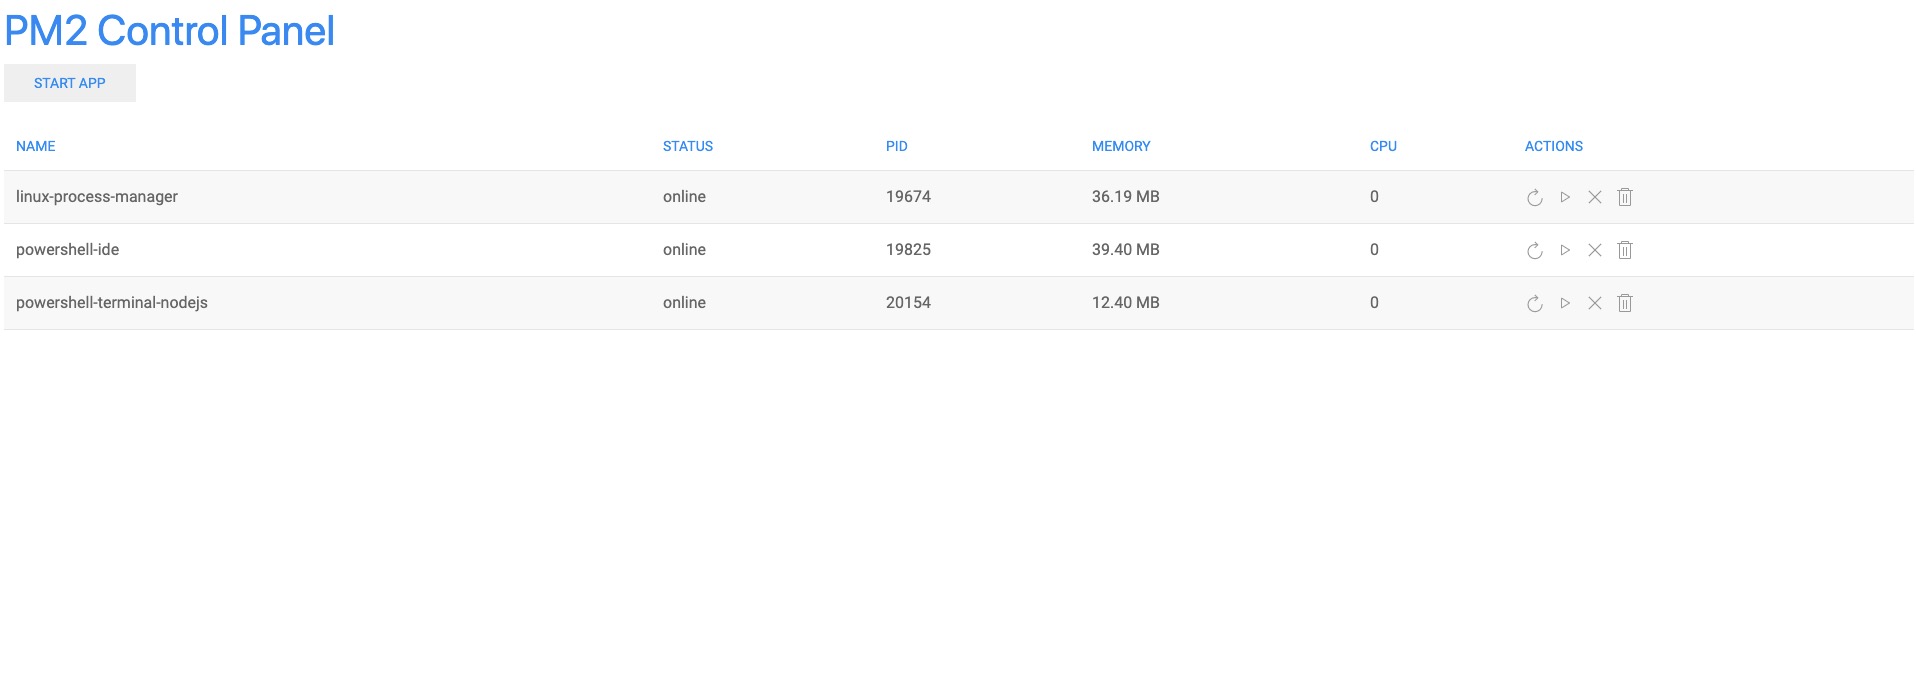 PM2 Control Panel
START APP
NAME STATUS PID MEMORY CPU ACTIONS
linux-process-manager online 19674 36.19 MB 0
powershell-ide online 19825 39.40 MB 0
powershell-terminal-nodejs online 20154 12.40 MB 0